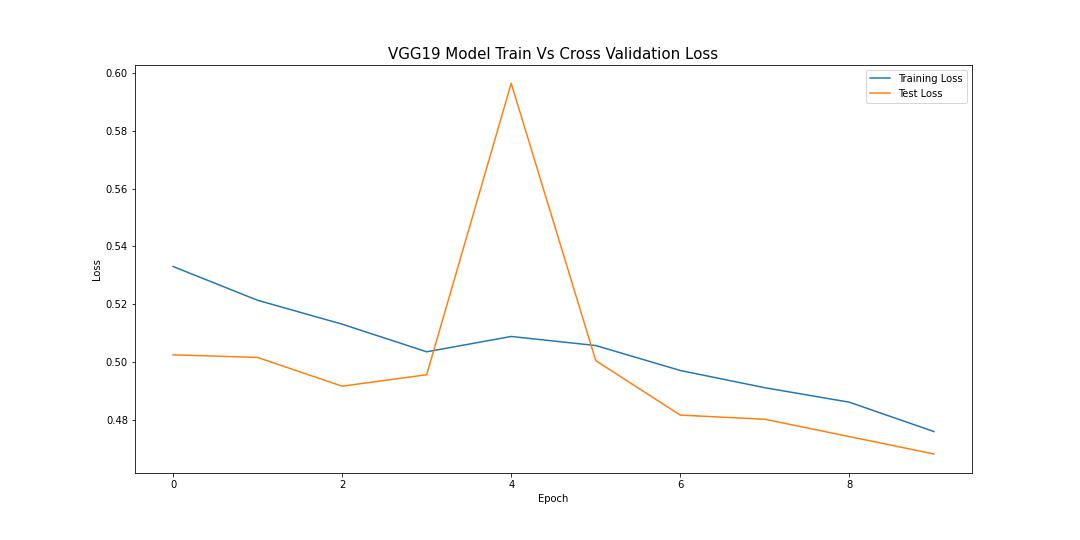 VGG19 Model Train Vs Cross Validation Loss
Training Loss
Test Loss
0.60
0.58
0.56
0.54
0.52
0.50
0.48
Loss
0 2 4 6 8
Epoch